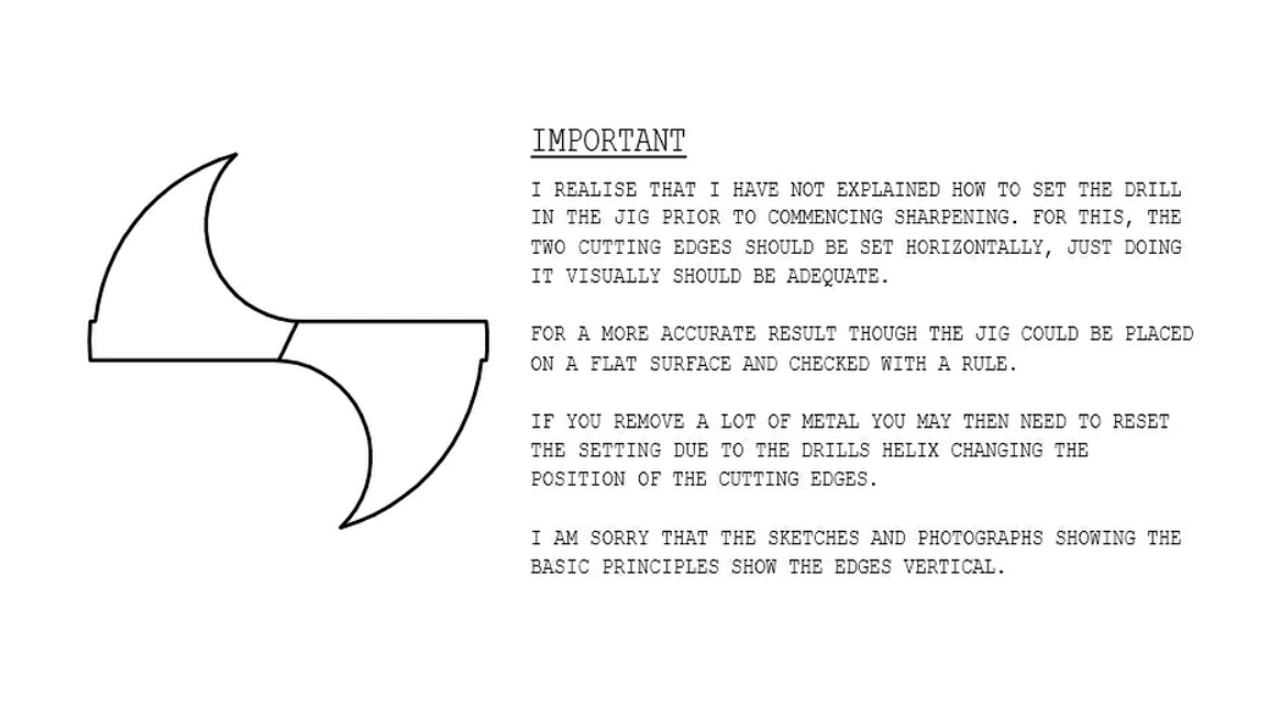 IMPORTANT
I REALISE THAT I HAVE NOT EXPLAINED HOW TO SET THE DRILL
IN THE JIG PRIOR TO COMMENCING SHARPENING. FOR THIS, THE
TWO CUTTING EDGES SHOULD BE SET HORIZONTALLY, JUST DOING
IT VISUALLY SHOULD BE ADEQUATE.
FOR A MORE ACCURATE RESULT THOUGH THE JIG COULD BE PLACED
ON A FLAT SURFACE AND CHECKED WITH A RULE.
IF YOU REMOVE A LOT OF METAL YOU MAY THEN NEED TO RESET
THE SETTING DUE TO THE DRILLS HELIX CHANGING THE
POSITION OF THE CUTTING EDGES.
I AM SORRY THAT THE SKETCHES AND PHOTOGRAPHS SHOWING THE
BASIC PRINCIPLES SHOW THE EDGES VERTICAL.